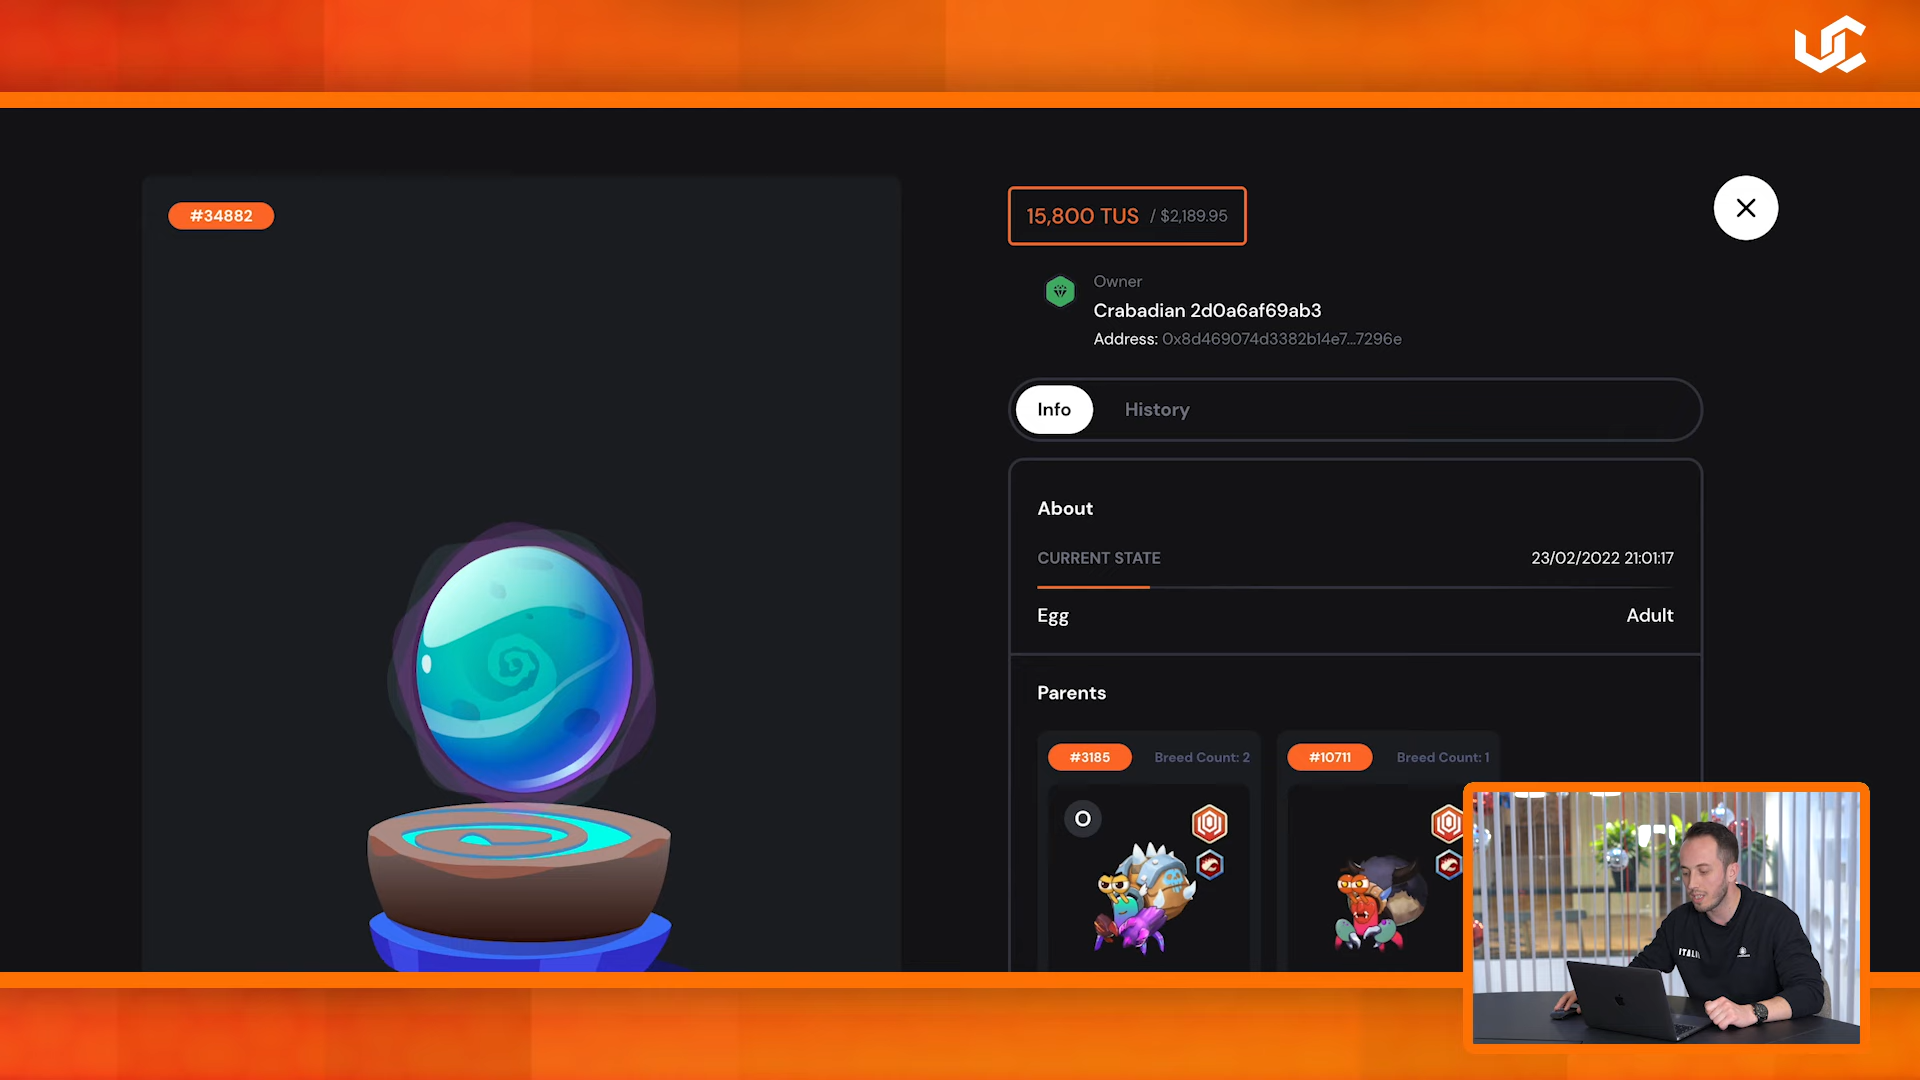 #34882
15,800 TUS / $2,189.95
Owner
Crabadian 2d0a6af69ab3
Address: 0x8d469074d3382b14e7...7296e
Info
History
About
CURRENT STATE
23/02/2022 21:01:17
Egg
Adult
Parents
#3185
Breed Count: 2
#10711
Breed Count: 1
O